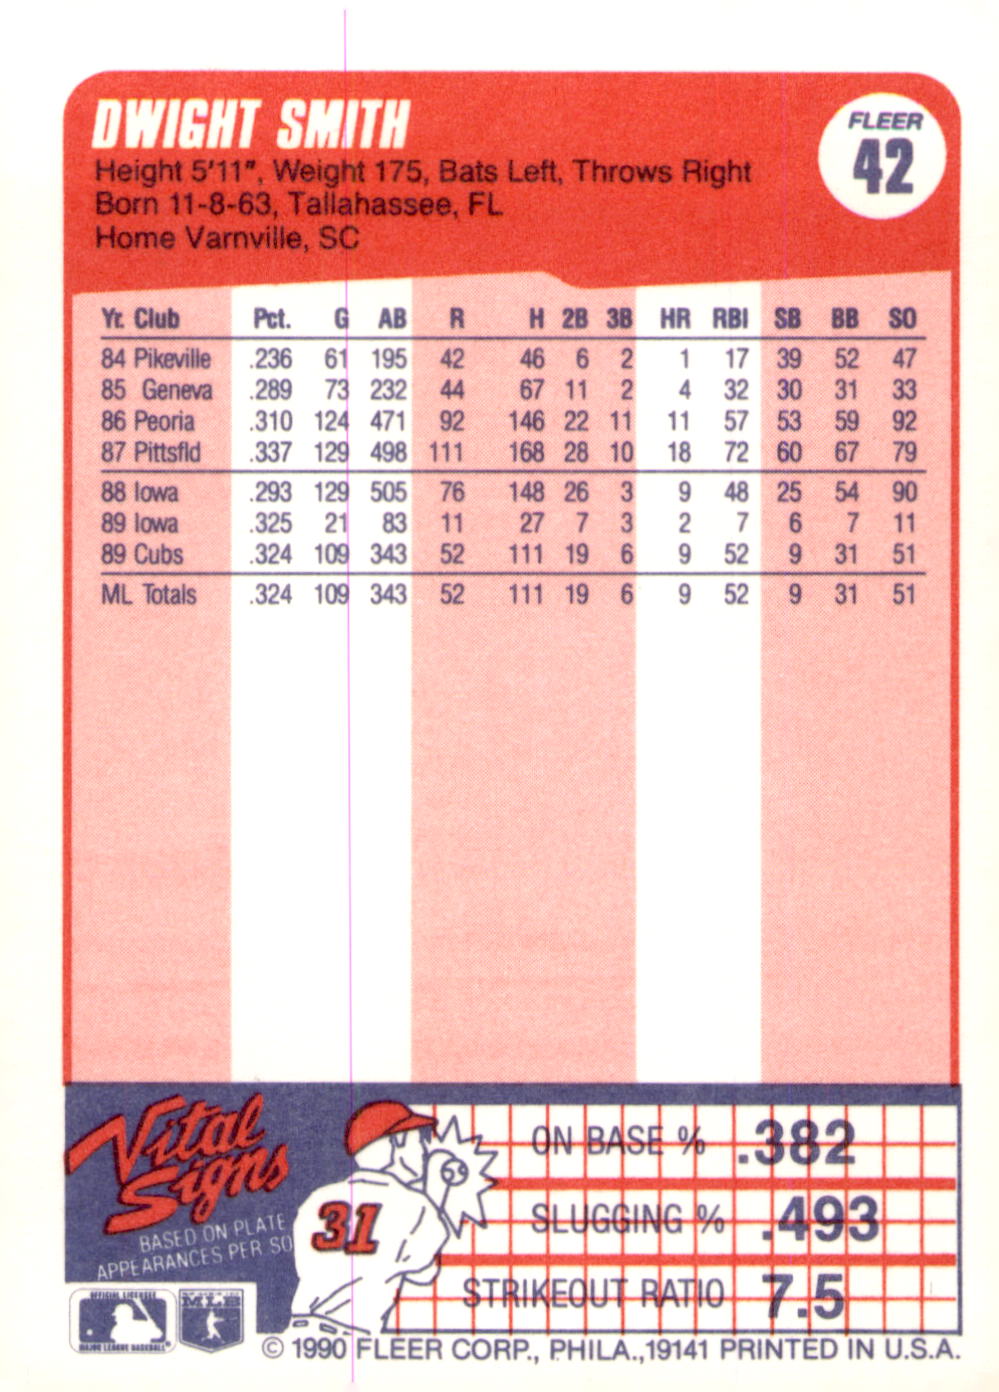 DWIGHT SMITH
FLEER
42
Height 5'11", Weight 175, Bats Left, Throws Right
Born 11-8-63, Tallahassee, FL
Home Varnville, SC
Yr. Club Pct. G AB R H 2B 3B HR RBI SB BB SO
84 Pikeville .236 61 195 42 46 6 2 1 17 39 52 47
85 Geneva .289 73 232 44 67 11 2 4 32 30 31 33
86 Peoria .310 124 471 92 146 22 11 11 57 53 59 92
87 Pittsfld .337 129 498 111 168 28 10 18 72 60 67 79
88 Iowa .293 129 505 76 148 26 3 9 48 25 54 90
89 Iowa .325 21 83 11 27 7 3 2 7 6 7 11
89 Cubs .324 109 343 52 111 19 6 9 52 9 31 51
ML Totals .324 109 343 52 111 19 6 9 52 9 31 51
Vital
Signs
BASED ON PLATE
APPEARANCES PER SO
31
ON BASE % .382
SLUGGING % .493
STRIKEOUT RATIO 7.5
OFFICIAL LICENSEE
MAJOR LEAGUE BASEBALL
MLB
© 1990 FLEER CORP., PHILA.,19141 PRINTED IN U.S.A.